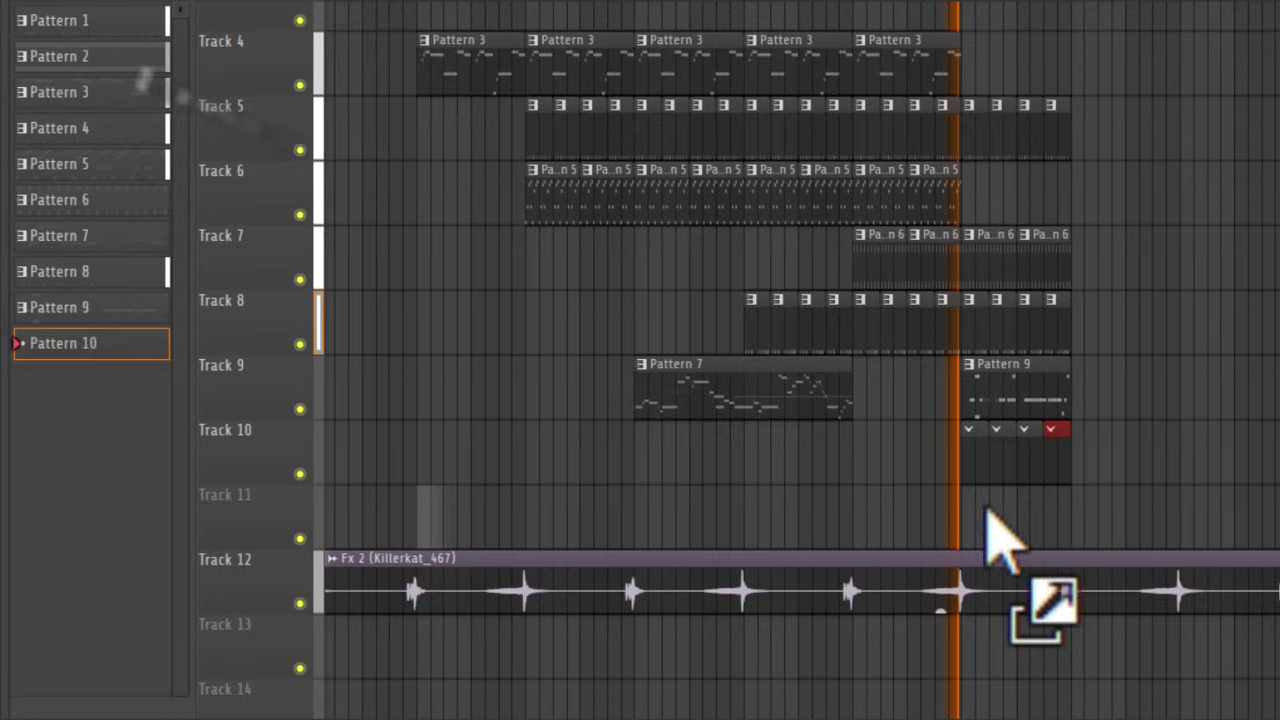 Pattern 1
Pattern 2
Pattern 3
Pattern 4
Pattern 5
Pattern 6
Pattern 7
Pattern 8
Pattern 9
Pattern 10
Track 4
Pattern 3 Pattern 3 Pattern 3 Pattern 3 Pattern 3
Track 5
Track 6
Pa..n 5 Pa..n 5 Pa..n 5 Pa..n 5 Pa..n 5 Pa..n 5 Pa..n 5 Pa..n 5
Track 7
Pa..n 6 Pa..n 6 Pa..n 6 Pa..n 6
Track 8
Track 9
Pattern 7 Pattern 9
Track 10
Track 11
Track 12
Fx 2 (Killerkat_467)
Track 13
Track 14